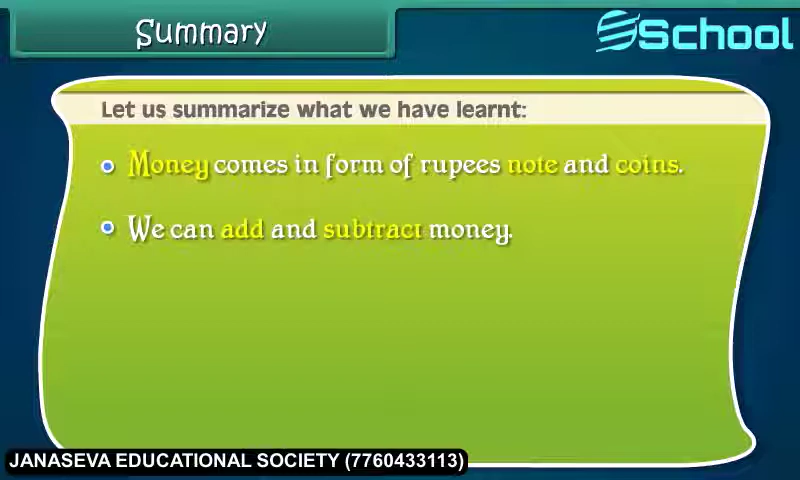 Summary
School
Let us summarize what we have learnt:
Money comes in form of rupees note and coins.
We can add and subtract money.
JANASEVA EDUCATIONAL SOCIETY (7760433113)